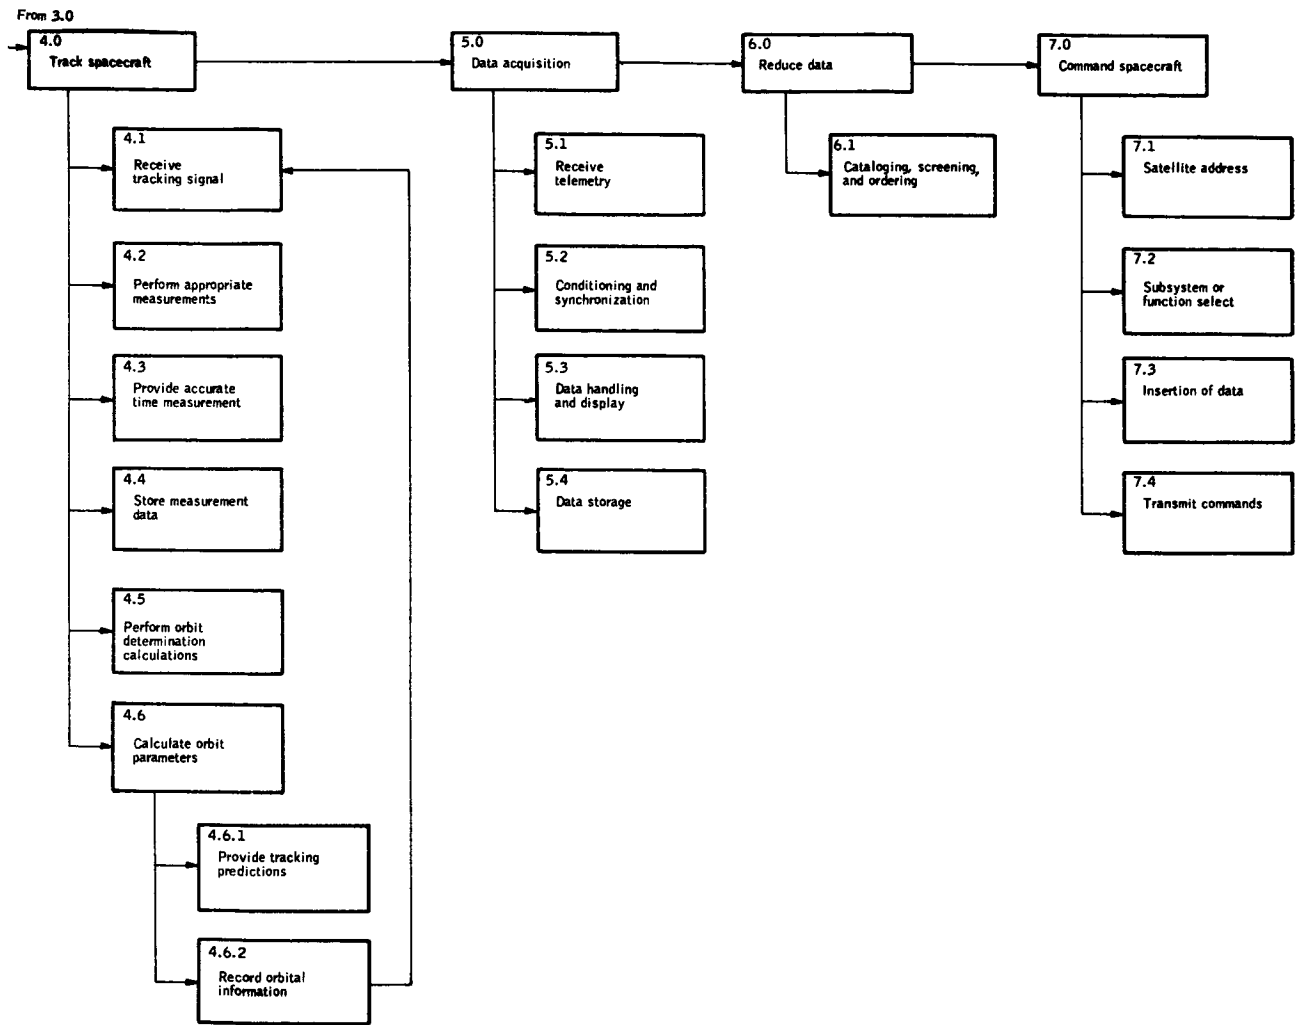 From 3.0
4.0
Track spacecraft
4.1
Receive
tracking signal
4.2
Perform appropriate
measurements
4.3
Provide accurate
time measurement
4.4
Store measurement
data
4.5
Perform orbit
determination
calculations
4.6
Calculate orbit
parameters
4.6.1
Provide tracking
predictions
4.6.2
Record orbital
information
5.0
Data acquisition
5.1
Receive
telemetry
5.2
Conditioning and
synchronization
5.3
Data handling
and display
5.4
Data storage
6.0
Reduce data
6.1
Cataloging, screening,
and ordering
7.0
Command spacecraft
7.1
Satellite address
7.2
Subsystem or
function select
7.3
Insertion of data
7.4
Transmit commands